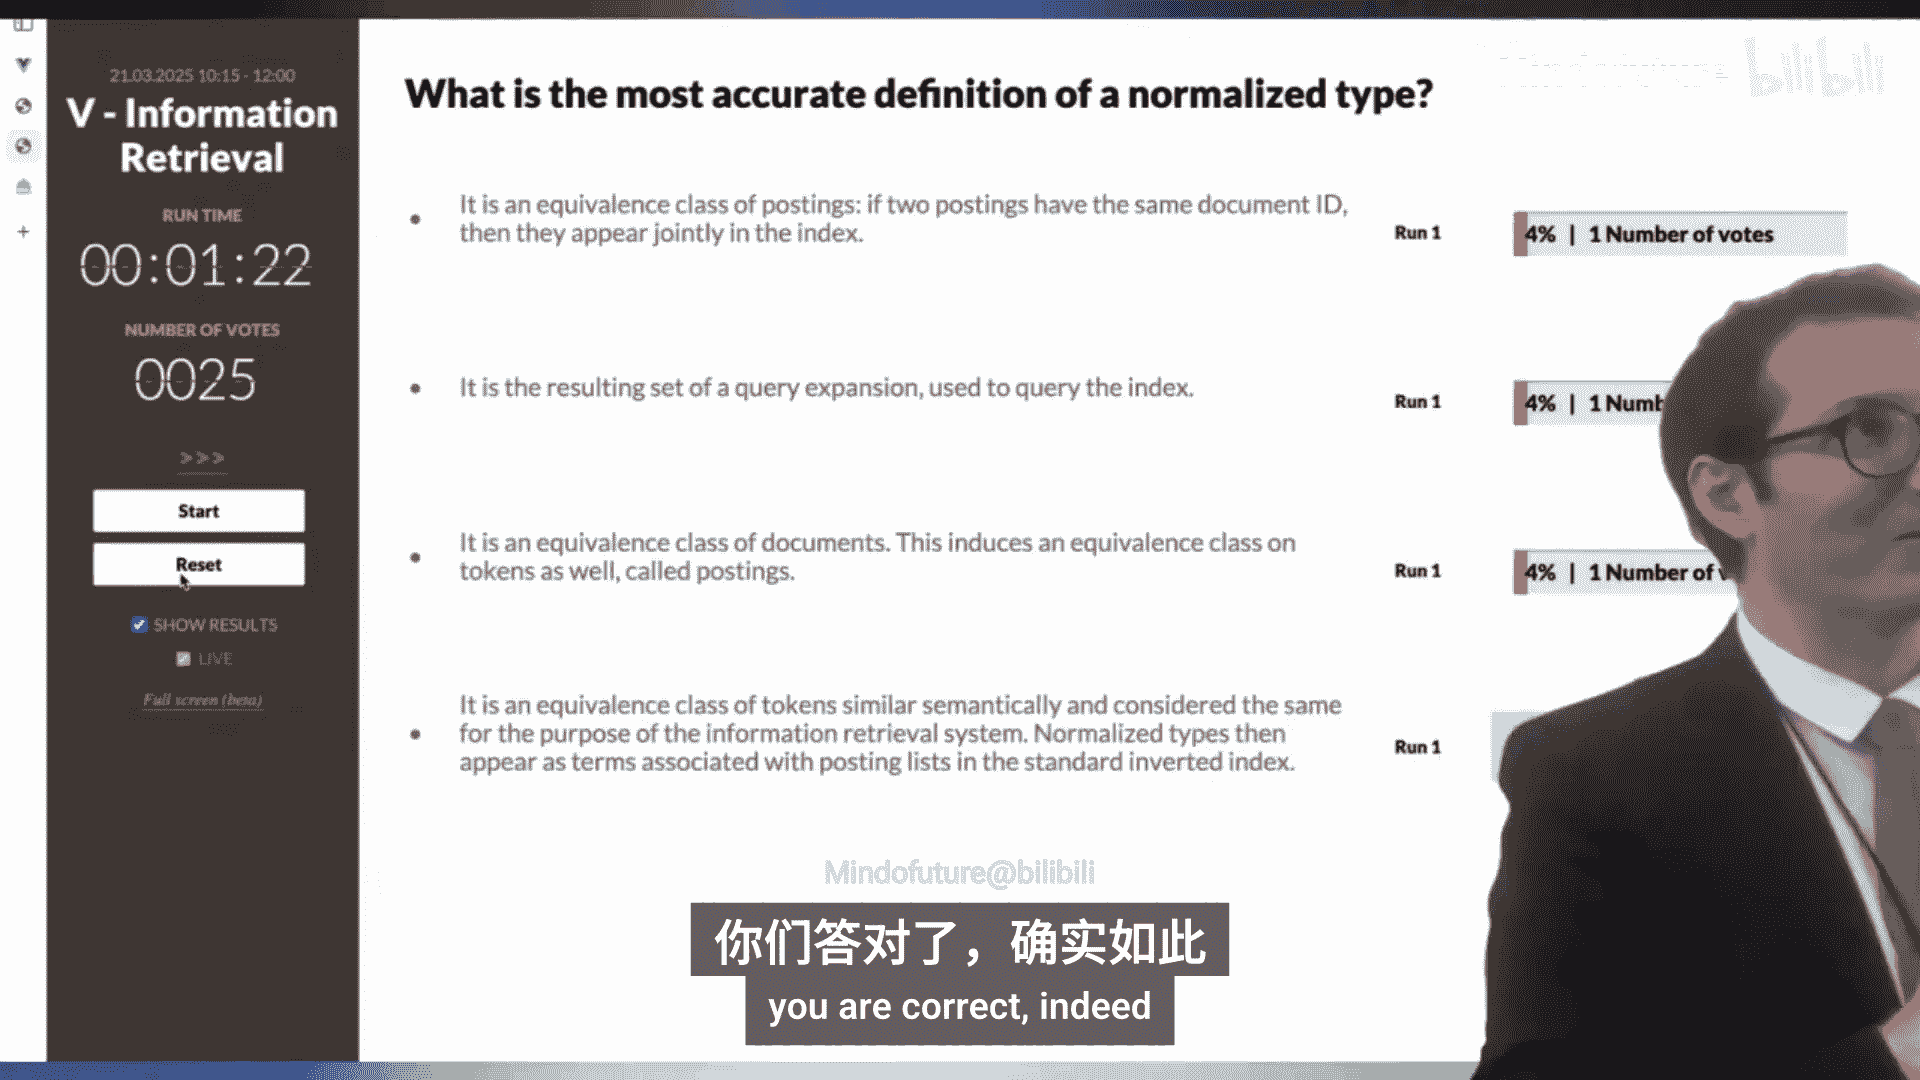 21.03.2025 10:15 - 12:00
V - Information
Retrieval
RUN TIME
00:01:22
NUMBER OF VOTES
0025
>>>
Start
Reset
SHOW RESULTS
LIVE
Full screen (beta)
What is the most accurate definition of a normalized type?
It is an equivalence class of postings: if two postings have the same document ID,
then they appear jointly in the index.
Run 1
4% | 1 Number of votes
It is the resulting set of a query expansion, used to query the index.
Run 1
4% | 1 Numb
It is an equivalence class of documents. This induces an equivalence class on
tokens as well, called postings.
Run 1
4% | 1 Number of
It is an equivalence class of tokens similar semantically and considered the same
for the purpose of the information retrieval system. Normalized types then
appear as terms associated with posting lists in the standard inverted index.
Run 1
bilibili
Mindofuture@bilibili
你们答对了，确实如此
you are correct, indeed